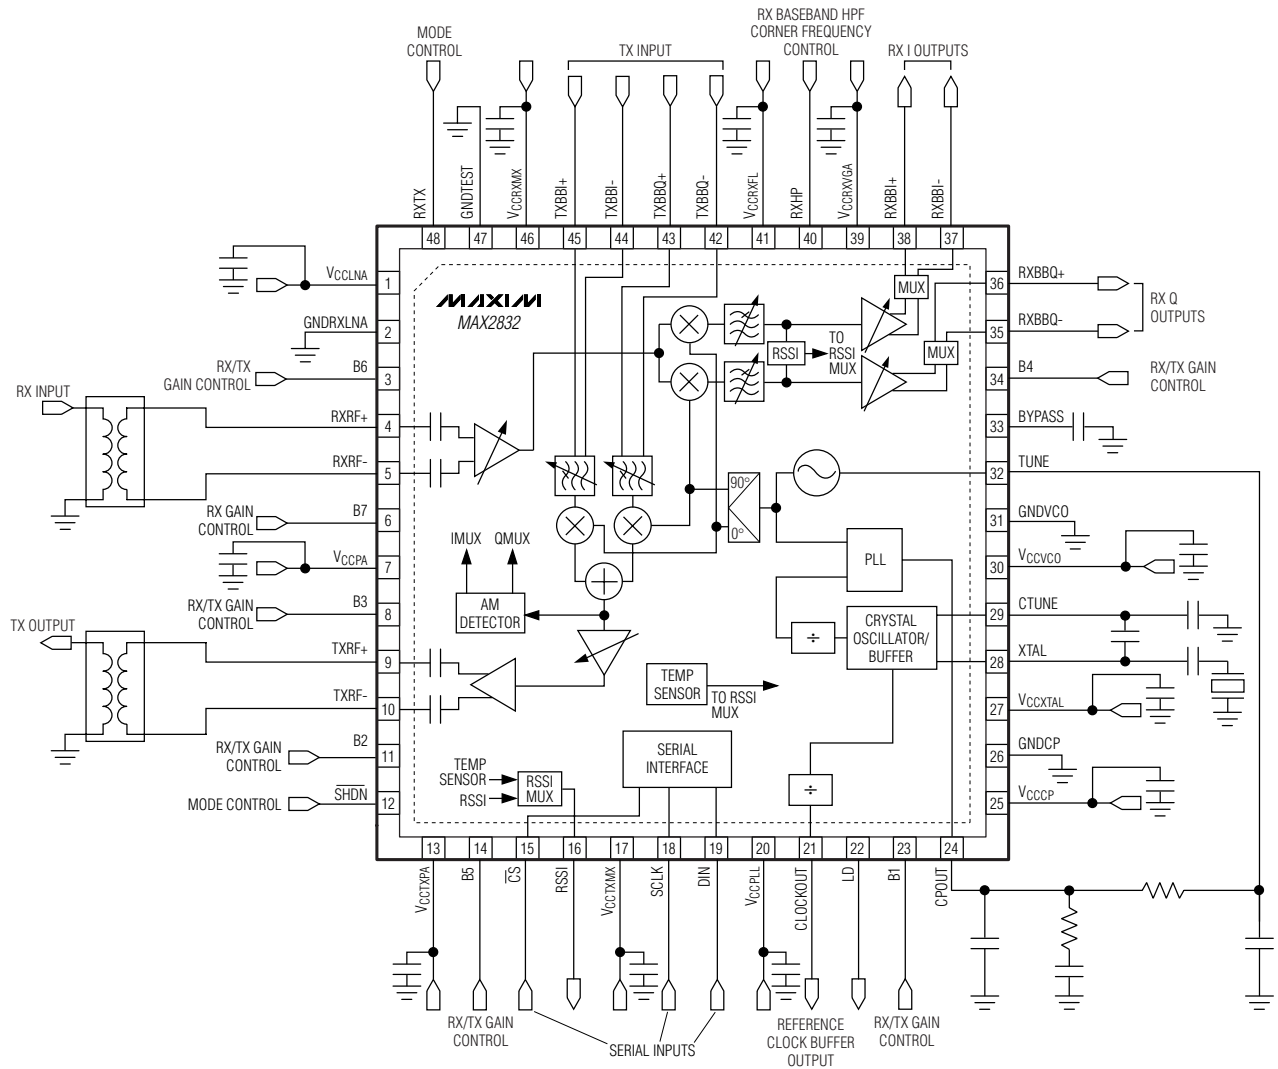 MODE
CONTROL
TX INPUT
RX BASEBAND HPF
CORNER FREQUENCY
CONTROL
RX I OUTPUTS
RXTX
GNDTEST
VCCRXMX
TXBBI+
TXBBI-
TXBBQ+
TXBBQ-
VCCRXFL
RXHP
VCCRXVGA
RXBBI+
RXBBI-
48
47
46
45
44
43
42
41
40
39
38
37
VCCLNA
1
GNDRXLNA
2
RX/TX
GAIN CONTROL
B6
3
RX INPUT
RXRF+
4
RXRF-
5
RX GAIN
CONTROL
B7
6
VCCPA
7
RX/TX GAIN
CONTROL
B3
8
TX OUTPUT
TXRF+
9
TXRF-
10
RX/TX GAIN
CONTROL
B2
11
MODE CONTROL
SHDN
12
MAXIM
MAX2832
MUX
MUX
RSSI
TO
RSSI
MUX
90°
0°
IMUX
QMUX
AM
DETECTOR
PLL
÷
CRYSTAL
OSCILLATOR/
BUFFER
TEMP
SENSOR
TO RSSI
MUX
SERIAL
INTERFACE
TEMP
SENSOR
RSSI
RSSI
MUX
÷
36
RXBBQ+
35
RXBBQ-
RX Q
OUTPUTS
34
B4
RX/TX GAIN
CONTROL
33
BYPASS
32
TUNE
31
GNDVCO
30
VCCVCO
29
CTUNE
28
XTAL
27
VCCXTAL
26
GNDCP
25
VCCCP
13
14
15
16
17
18
19
20
21
22
23
24
VCCTXPA
B5
CS
RSSI
VCCTXMX
SCLK
DIN
VCCPLL
CLOCKOUT
LD
B1
CPOUT
RX/TX GAIN
CONTROL
SERIAL INPUTS
REFERENCE
CLOCK BUFFER
OUTPUT
RX/TX GAIN
CONTROL